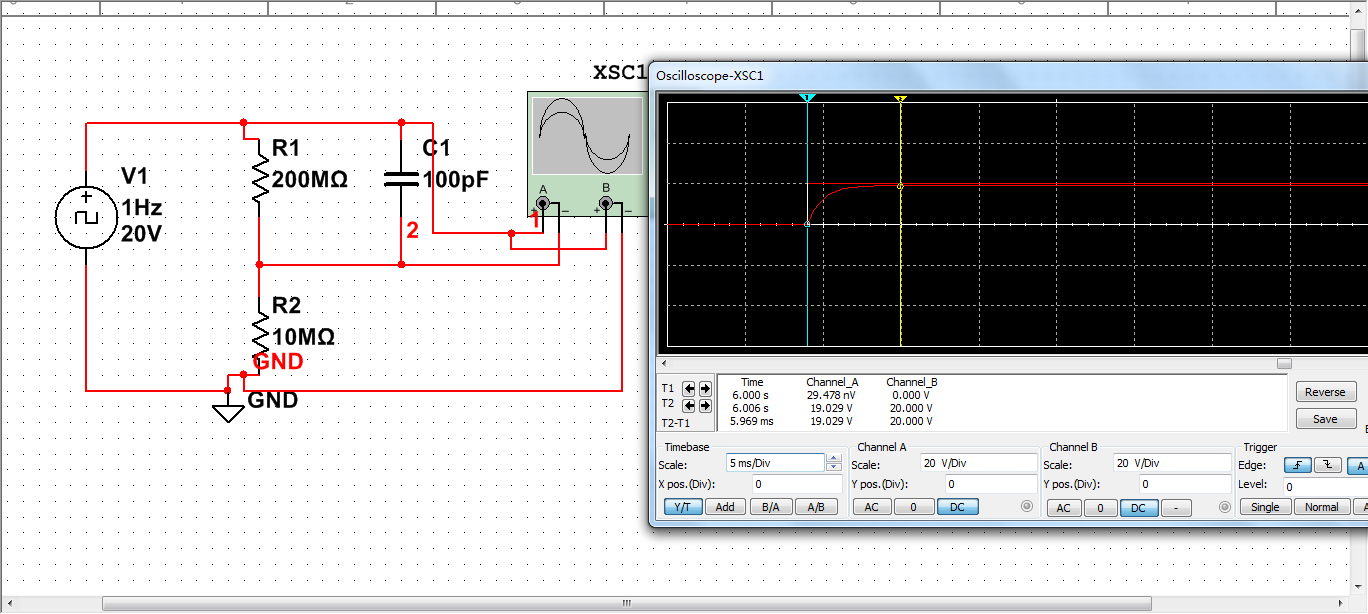 XSC1
V1
1Hz
20V
R1
200MΩ
C1
100pF
A
B
+
–
+
–
1
2
R2
10MΩ
GND
GND
Oscilloscope-XSC1
1
2
T1
T2
T2-T1
Time Channel_A Channel_B
6.000 s 29.478 nV 0.000 V
6.006 s 19.029 V 20.000 V
5.969 ms 19.029 V 20.000 V
Reverse
Save
Timebase
Scale: 5 ms/Div
X pos.(Div): 0
Y/T Add B/A A/B
Channel A
Scale: 20 V/Div
Y pos.(Div): 0
AC 0 DC
Channel B
Scale: 20 V/Div
Y pos.(Div): 0
AC 0 DC -
Trigger
Edge: A
Level: 0
Single Normal A